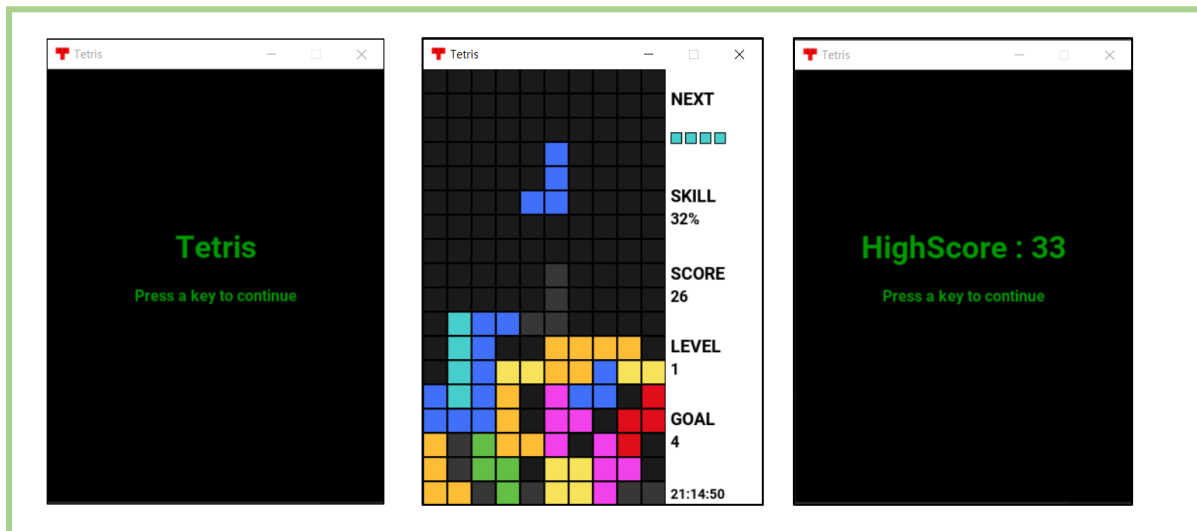 Tetris
Tetris
Press a key to continue
Tetris
NEXT
SKILL
32%
SCORE
26
LEVEL
1
GOAL
4
21:14:50
Tetris
HighScore : 33
Press a key to continue